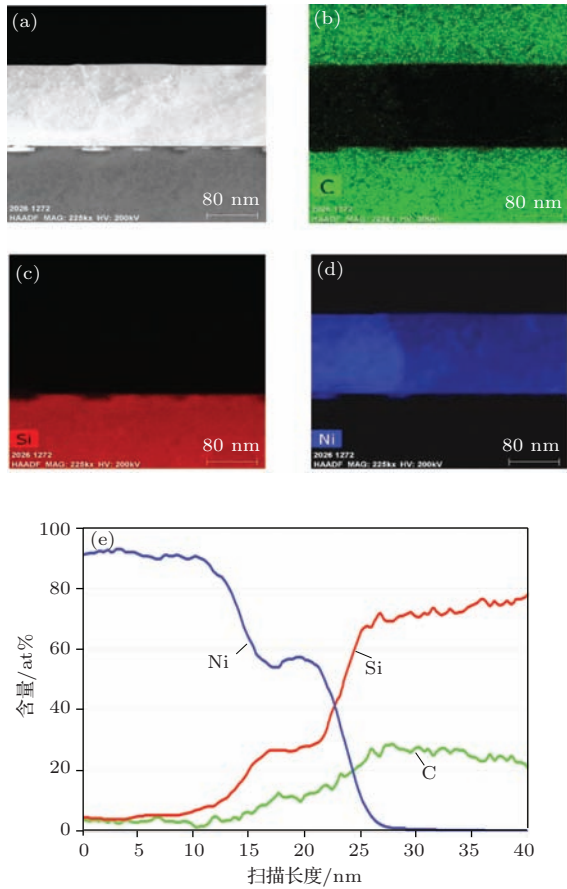 (a)
2026 1272
HAADF MAG: 225kx HV: 200kV
80 nm
(b)
C
80 nm
(c)
Si
2026 1272
HAADF MAG: 225kx HV: 200kV
80 nm
(d)
Ni
2026 1272
HAADF MAG: 225kx HV: 200kV
80 nm
(e)
100
80
60
40
20
0
含量/at%
Ni
Si
C
0 5 10 15 20 25 30 35 40
扫描长度/nm